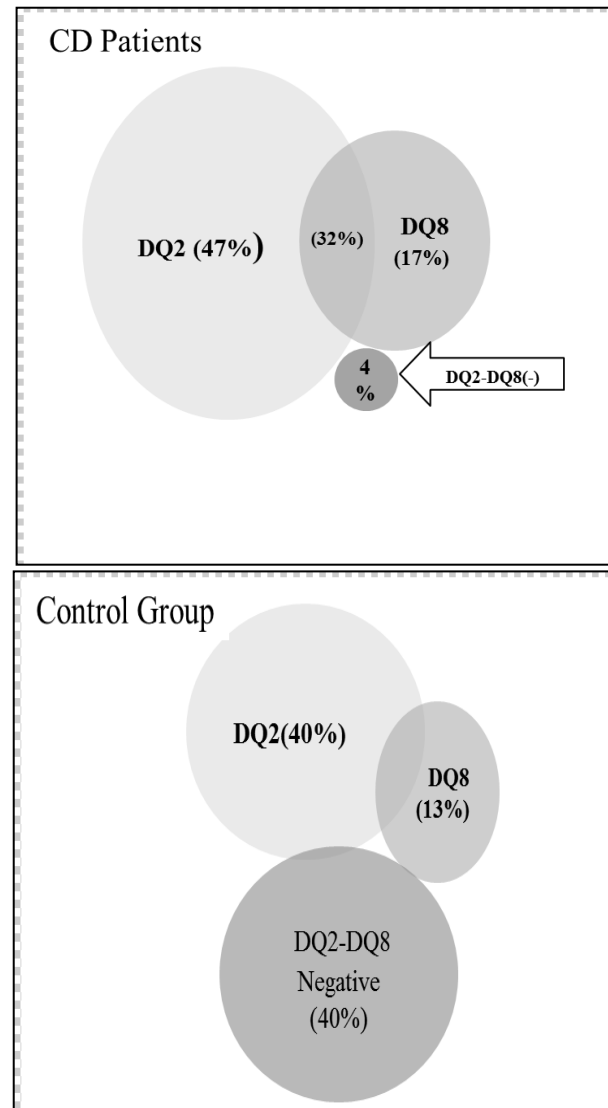 CD Patients
DQ2 (47%)
(32%)
DQ8
(17%)
4
%
DQ2-DQ8(-)
Control Group
DQ2(40%)
DQ8
(13%)
DQ2-DQ8
Negative
(40%)